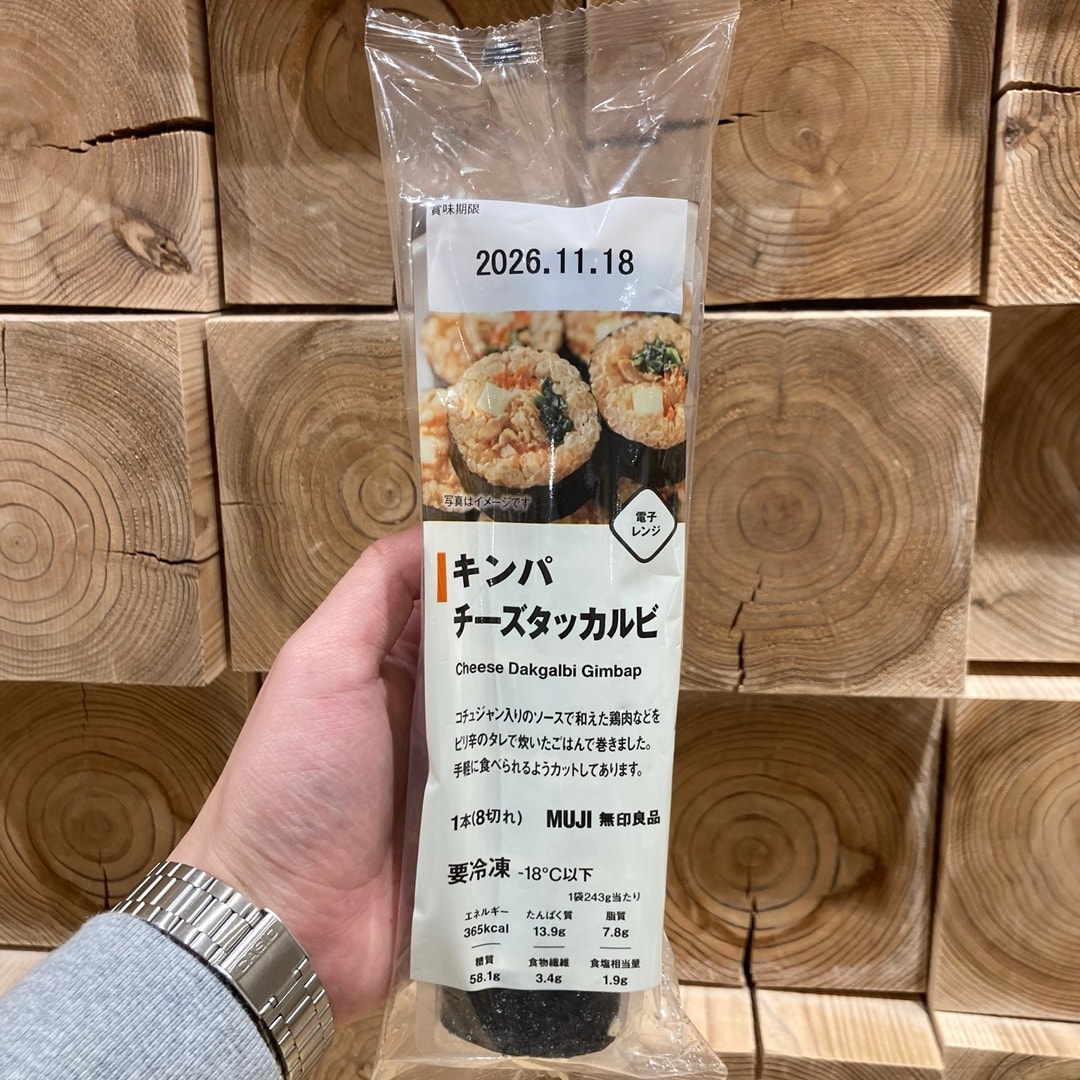 賞味期限
2026.11.18
写真はイメージです
電子
レンジ
キンパ
チーズタッカルビ
Cheese Dakgalbi Gimbap
コチュジャン入りのソースで和えた鶏肉などを
ピリ辛のタレで炊いたごはんで巻きました。
手軽に食べられるようカットしてあります。
1本(8切れ) MUJI 無印良品
要冷凍 -18°C以下
1袋243g当たり
エネルギー たんぱく質 脂質
365kcal 13.9g 7.8g
糖質 食物繊維 食塩相当量
58.1g 3.4g 1.9g
CASIO